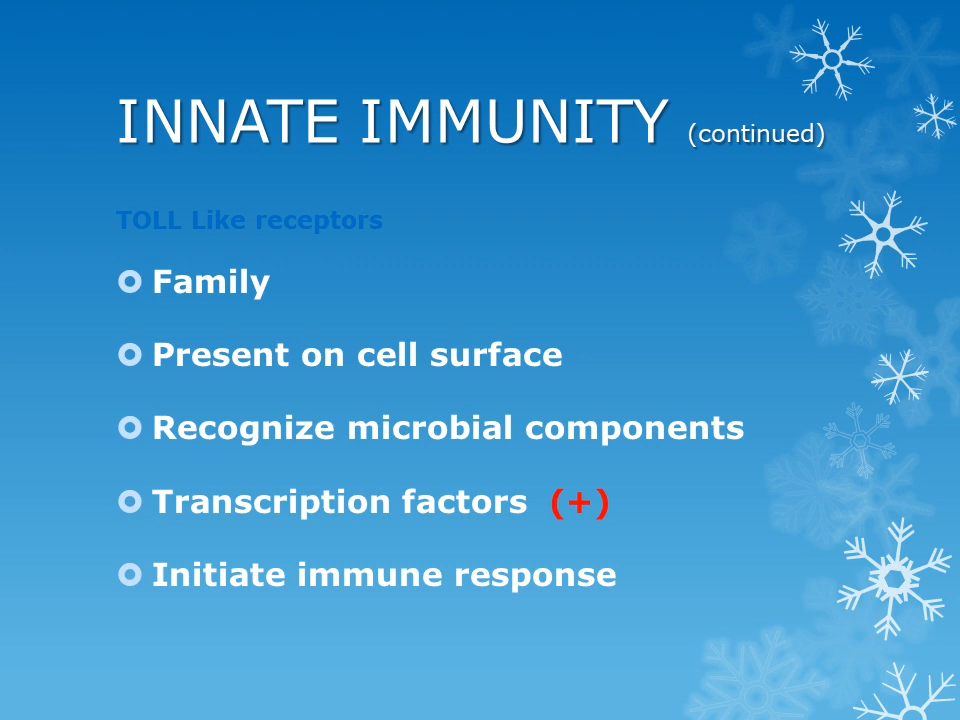 INNATE IMMUNITY (continued)
TOLL Like receptors
Family
Present on cell surface
Recognize microbial components
Transcription factors (+)
Initiate immune response